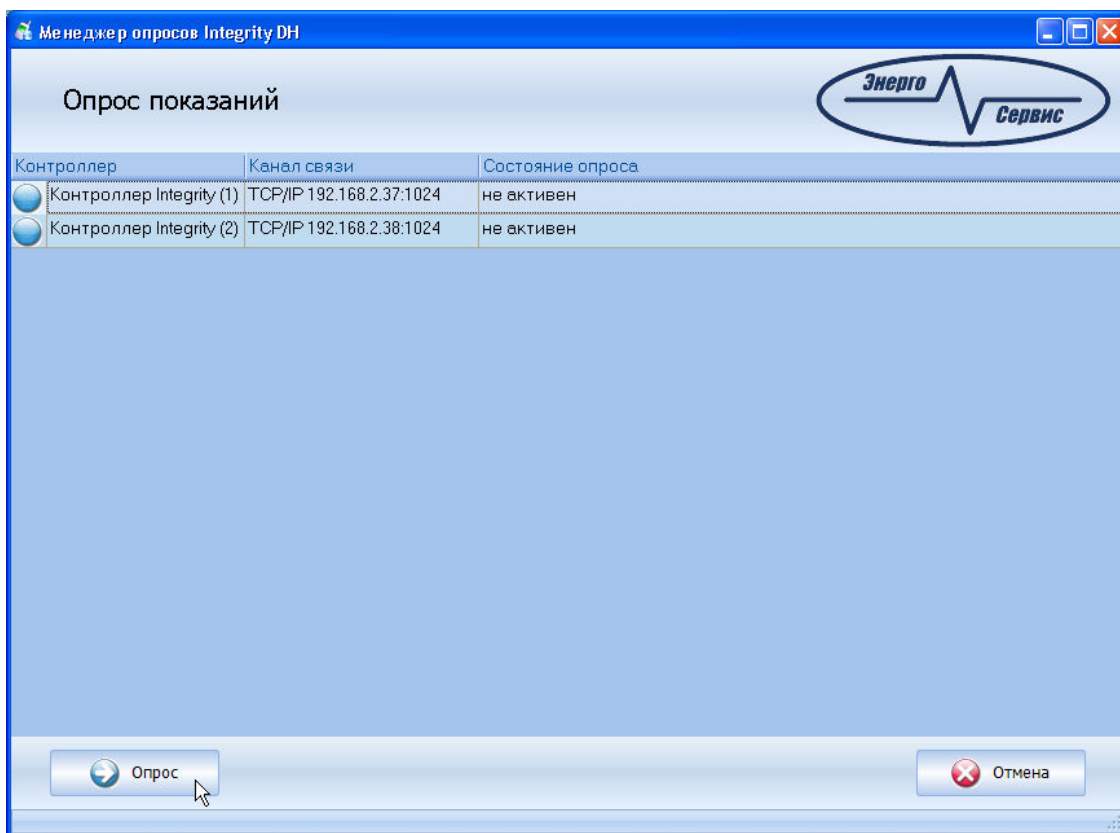 Менеджер опросов Integrity DH
Опрос показаний
Энерго
Сервис
Контроллер Канал связи Состояние опроса
Контроллер Integrity (1) TCP/IP 192.168.2.37:1024 не активен
Контроллер Integrity (2) TCP/IP 192.168.2.38:1024 не активен
Опрос Отмена